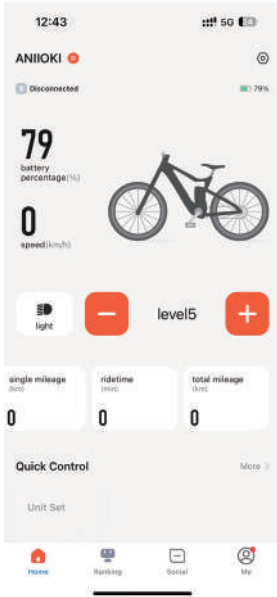 12:43
5G
ANIIOKI
Disconnected
79%
79
battery
percentage(%)
0
speed(km/h)
light
level5
single mileage
(km)
0
ridetime
(min)
0
total mileage
(km)
0
Quick Control
More >
Unit Set
Home
Ranking
Social
Me